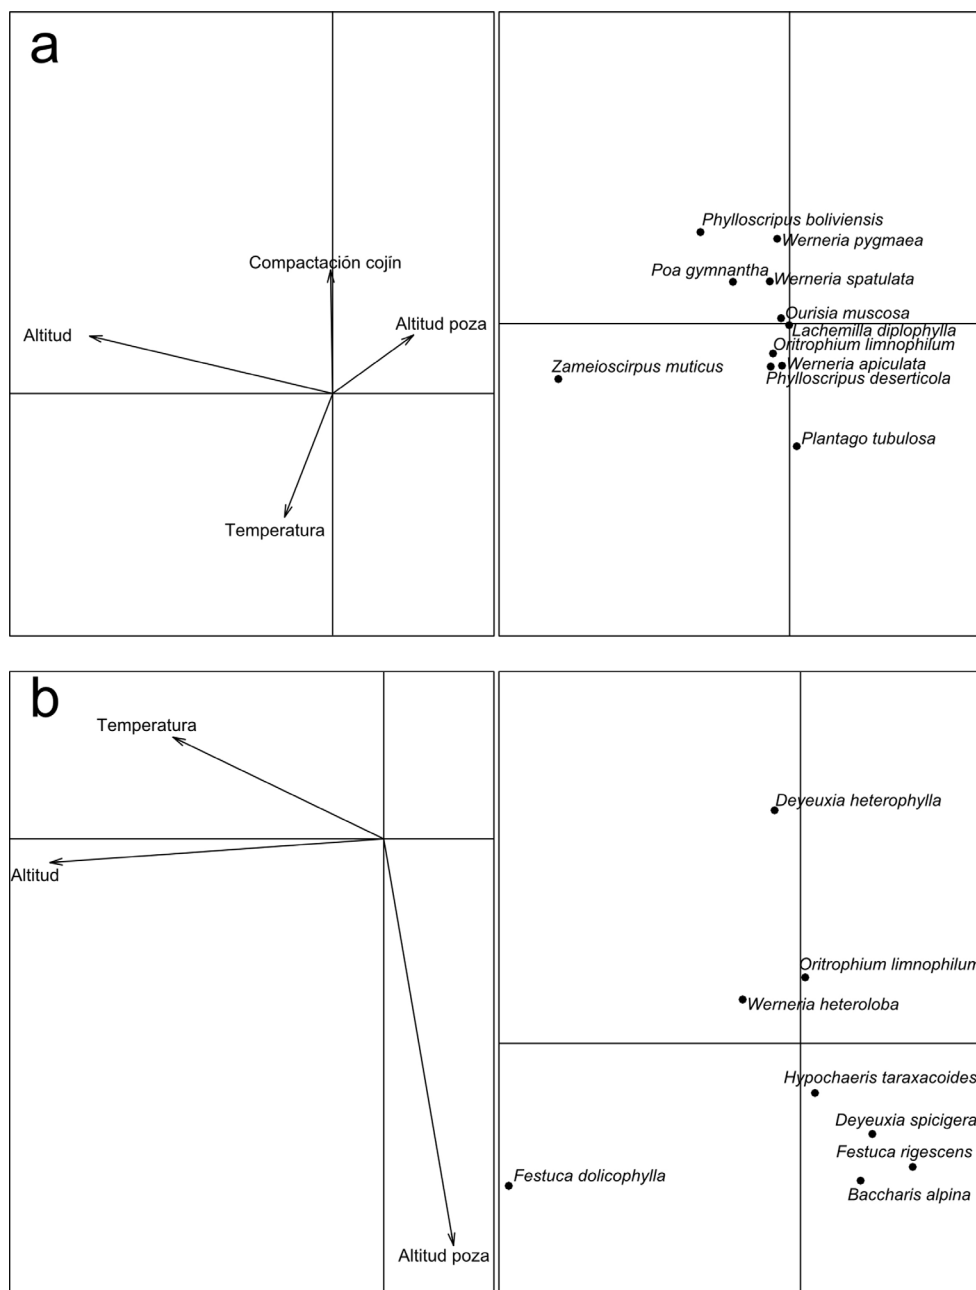 a
Compactación cojín
Altitud
Altitud poza
Temperatura
Phylloscripus boliviensis
Werneria pygmaea
Poa gymnantha
Werneria spatulata
Ourisia muscosa
Lachemilla diplophylla
Oritrophium limnophilum
Zameioscirpus muticus
Werneria apiculata
Phylloscripus deserticola
Plantago tubulosa
b
Temperatura
Altitud
Altitud poza
Deyeuxia heterophylla
Oritrophium limnophilum
Werneria heteroloba
Hypochaeris taraxacoides
Deyeuxia spicigera
Festuca rigescens
Festuca dolicophylla
Baccharis alpina